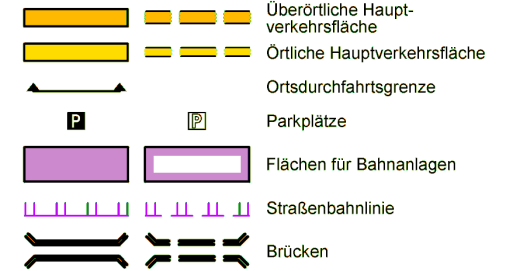 Überörtliche Haupt-
verkehrsfläche
Örtliche Hauptverkehrsfläche
Ortsdurchfahrtsgrenze
P P Parkplätze
Flächen für Bahnanlagen
Straßenbahnlinie
Brücken